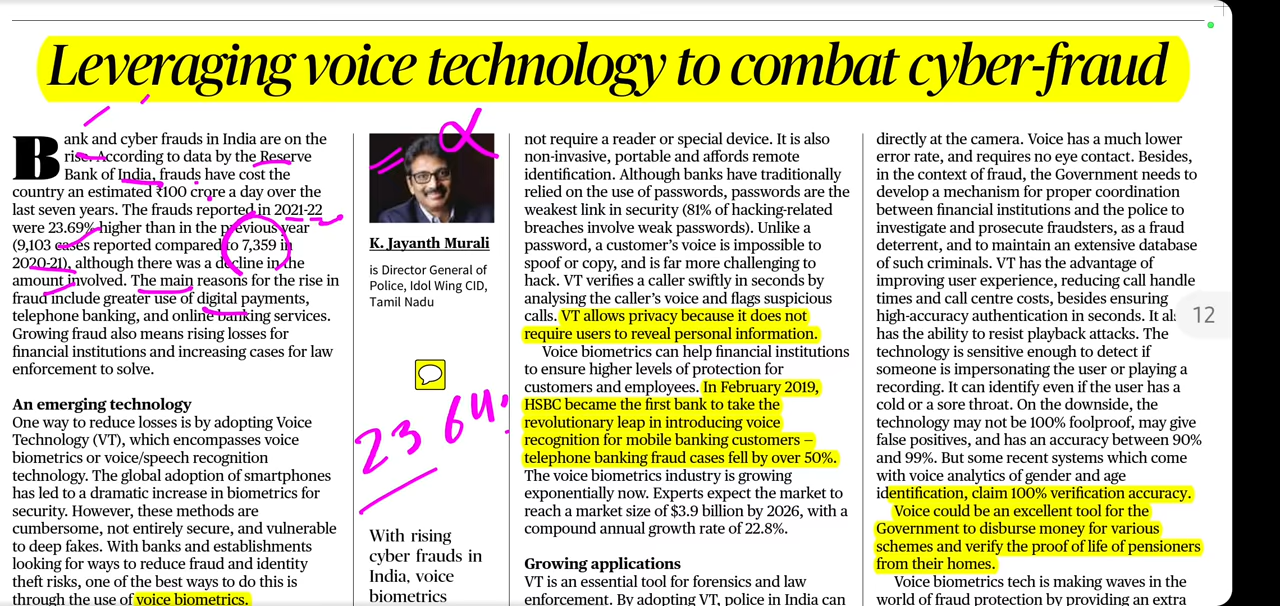 Leveraging voice technology to combat cyber-fraud
Bank and cyber frauds in India are on the
rise. According to data by the Reserve
Bank of India, frauds have cost the
country an estimated ₹100 crore a day over the
last seven years. The frauds reported in 2021-22
were 23.69% higher than in the previous year
(9,103 cases reported compared to 7,359 in
2020-21), although there was a decline in the
amount involved. The main reasons for the rise in
fraud include greater use of digital payments,
telephone banking, and online banking services.
Growing fraud also means rising losses for
financial institutions and increasing cases for law
enforcement to solve.
An emerging technology
One way to reduce losses is by adopting Voice
Technology (VT), which encompasses voice
biometrics or voice/speech recognition
technology. The global adoption of smartphones
has led to a dramatic increase in biometrics for
security. However, these methods are
cumbersome, not entirely secure, and vulnerable
to deep fakes. With banks and establishments
looking for ways to reduce fraud and identity
theft risks, one of the best ways to do this is
through the use of voice biometrics.
K. Jayanth Murali
is Director General of
Police, Idol Wing CID,
Tamil Nadu
23 64
With rising
cyber frauds in
India, voice
biometrics
not require a reader or special device. It is also
non-invasive, portable and affords remote
identification. Although banks have traditionally
relied on the use of passwords, passwords are the
weakest link in security (81% of hacking-related
breaches involve weak passwords). Unlike a
password, a customer's voice is impossible to
spoof or copy, and is far more challenging to
hack. VT verifies a caller swiftly in seconds by
analysing the caller's voice and flags suspicious
calls. VT allows privacy because it does not
require users to reveal personal information.
Voice biometrics can help financial institutions
to ensure higher levels of protection for
customers and employees. In February 2019,
HSBC became the first bank to take the
revolutionary leap in introducing voice
recognition for mobile banking customers –
telephone banking fraud cases fell by over 50%.
The voice biometrics industry is growing
exponentially now. Experts expect the market to
reach a market size of $3.9 billion by 2026, with a
compound annual growth rate of 22.8%.
Growing applications
VT is an essential tool for forensics and law
enforcement. By adopting VT, police in India can
directly at the camera. Voice has a much lower
error rate, and requires no eye contact. Besides,
in the context of fraud, the Government needs to
develop a mechanism for proper coordination
between financial institutions and the police to
investigate and prosecute fraudsters, as a fraud
deterrent, and to maintain an extensive database
of such criminals. VT has the advantage of
improving user experience, reducing call handle
times and call centre costs, besides ensuring
high-accuracy authentication in seconds. It al
has the ability to resist playback attacks. The
technology is sensitive enough to detect if
someone is impersonating the user or playing a
recording. It can identify even if the user has a
cold or a sore throat. On the downside, the
technology may not be 100% foolproof, may give
false positives, and has an accuracy between 90%
and 99%. But some recent systems which come
with voice analytics of gender and age
identification, claim 100% verification accuracy.
Voice could be an excellent tool for the
Government to disburse money for various
schemes and verify the proof of life of pensioners
from their homes.
Voice biometrics tech is making waves in the
world of fraud protection by providing an extra
12